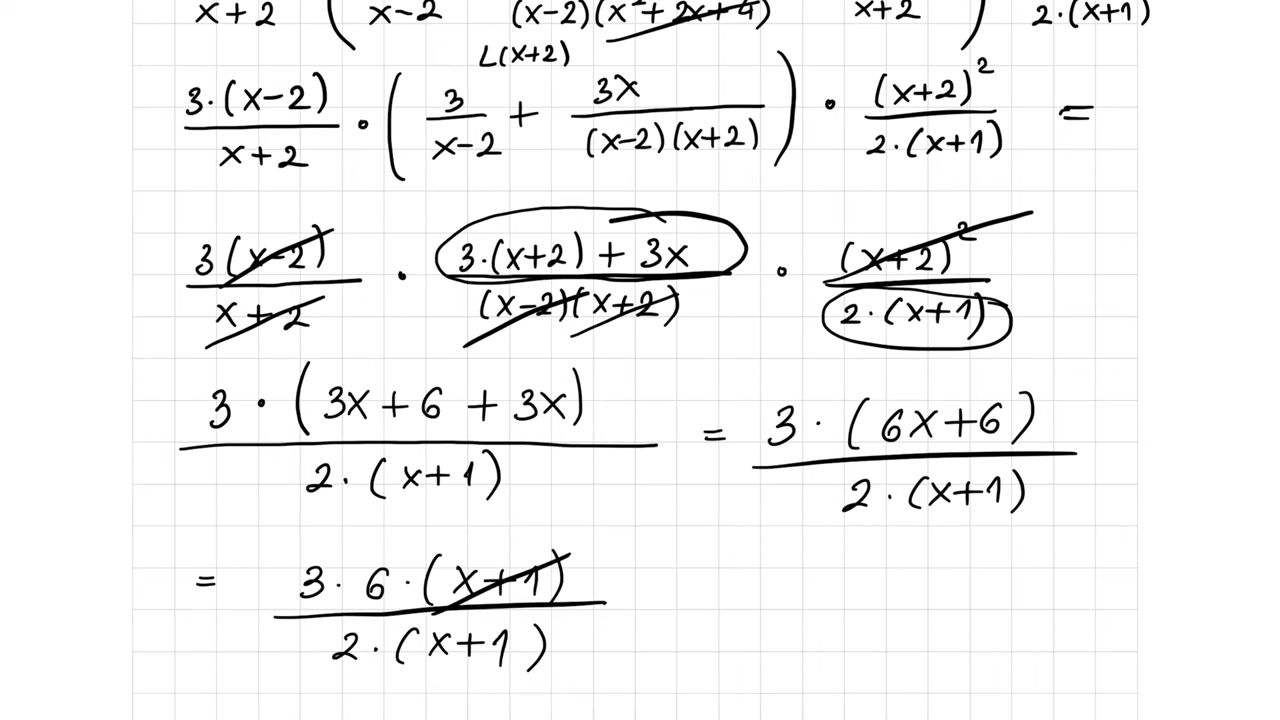 x+2 ( x-2 (x-2)(x²+2x+4) x+2 ) 2·(x+1)
L(x+2)
3·(x-2)/x+2 · ( 3/x-2 + 3x/(x-2)(x+2) ) · (x+2)²/2·(x+1) =
3(x-2)/x+2 · 3·(x+2)+3x/(x-2)(x+2) · (x+2)²/2·(x+1)
3·(3x+6+3x)/2·(x+1) = 3·(6x+6)/2·(x+1)
= 3·6·(x+1)/2·(x+1)